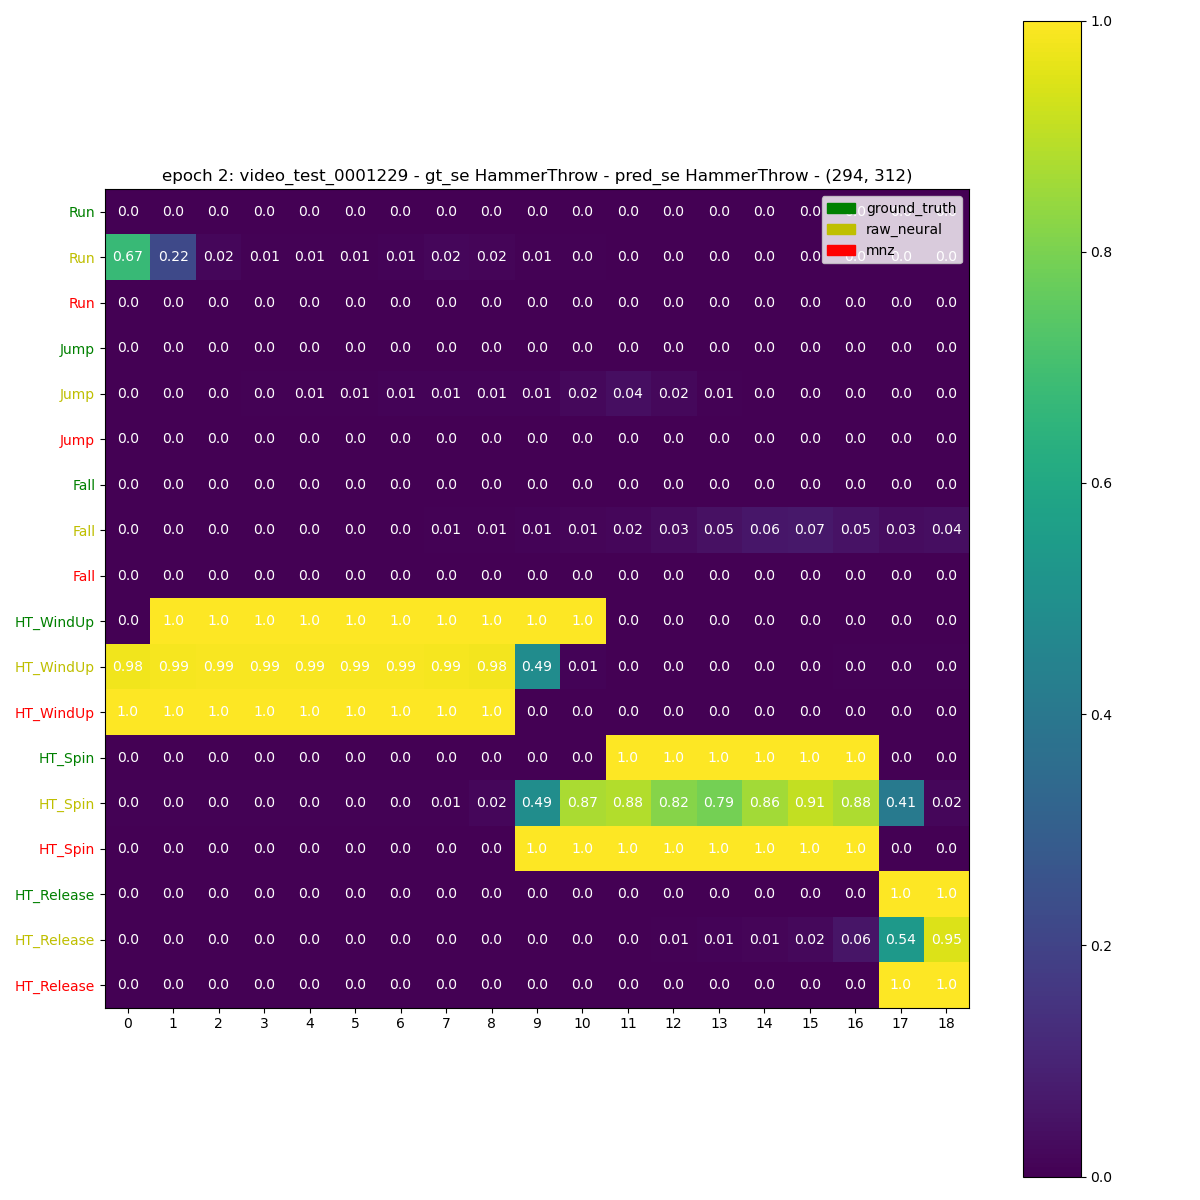 epoch 2: video_test_0001229 - gt_se HammerThrow - pred_se HammerThrow - (294, 312)
ground_truth
raw_neural
mnz
Run 0.0 0.0 0.0 0.0 0.0 0.0 0.0 0.0 0.0 0.0 0.0 0.0 0.0 0.0 0.0 0.0 0.0 0.0
Run 0.67 0.22 0.02 0.01 0.01 0.01 0.01 0.02 0.02 0.01 0.0 0.0 0.0 0.0 0.0 0.0 0.0 0.0 0.0
Run 0.0 0.0 0.0 0.0 0.0 0.0 0.0 0.0 0.0 0.0 0.0 0.0 0.0 0.0 0.0 0.0 0.0 0.0 0.0
Jump 0.0 0.0 0.0 0.0 0.0 0.0 0.0 0.0 0.0 0.0 0.0 0.0 0.0 0.0 0.0 0.0 0.0 0.0 0.0
Jump 0.0 0.0 0.0 0.0 0.01 0.01 0.01 0.01 0.01 0.01 0.02 0.04 0.02 0.01 0.0 0.0 0.0 0.0 0.0
Jump 0.0 0.0 0.0 0.0 0.0 0.0 0.0 0.0 0.0 0.0 0.0 0.0 0.0 0.0 0.0 0.0 0.0 0.0 0.0
Fall 0.0 0.0 0.0 0.0 0.0 0.0 0.0 0.0 0.0 0.0 0.0 0.0 0.0 0.0 0.0 0.0 0.0 0.0 0.0
Fall 0.0 0.0 0.0 0.0 0.0 0.0 0.0 0.01 0.01 0.01 0.01 0.02 0.03 0.05 0.06 0.07 0.05 0.03 0.04
Fall 0.0 0.0 0.0 0.0 0.0 0.0 0.0 0.0 0.0 0.0 0.0 0.0 0.0 0.0 0.0 0.0 0.0 0.0 0.0
HT_WindUp 0.0 1.0 1.0 1.0 1.0 1.0 1.0 1.0 1.0 1.0 1.0 0.0 0.0 0.0 0.0 0.0 0.0 0.0 0.0
HT_WindUp 0.98 0.99 0.99 0.99 0.99 0.99 0.99 0.99 0.98 0.49 0.01 0.0 0.0 0.0 0.0 0.0 0.0 0.0 0.0
HT_WindUp 1.0 1.0 1.0 1.0 1.0 1.0 1.0 1.0 1.0 0.0 0.0 0.0 0.0 0.0 0.0 0.0 0.0 0.0 0.0
HT_Spin 0.0 0.0 0.0 0.0 0.0 0.0 0.0 0.0 0.0 0.0 0.0 1.0 1.0 1.0 1.0 1.0 1.0 0.0 0.0
HT_Spin 0.0 0.0 0.0 0.0 0.0 0.0 0.0 0.01 0.02 0.49 0.87 0.88 0.82 0.79 0.86 0.91 0.88 0.41 0.02
HT_Spin 0.0 0.0 0.0 0.0 0.0 0.0 0.0 0.0 0.0 1.0 1.0 1.0 1.0 1.0 1.0 1.0 1.0 0.0 0.0
HT_Release 0.0 0.0 0.0 0.0 0.0 0.0 0.0 0.0 0.0 0.0 0.0 0.0 0.0 0.0 0.0 0.0 0.0 1.0 1.0
HT_Release 0.0 0.0 0.0 0.0 0.0 0.0 0.0 0.0 0.0 0.0 0.0 0.0 0.01 0.01 0.01 0.02 0.06 0.54 0.95
HT_Release 0.0 0.0 0.0 0.0 0.0 0.0 0.0 0.0 0.0 0.0 0.0 0.0 0.0 0.0 0.0 0.0 0.0 1.0 1.0
0 1 2 3 4 5 6 7 8 9 10 11 12 13 14 15 16 17 18
1.0
0.8
0.6
0.4
0.2
0.0